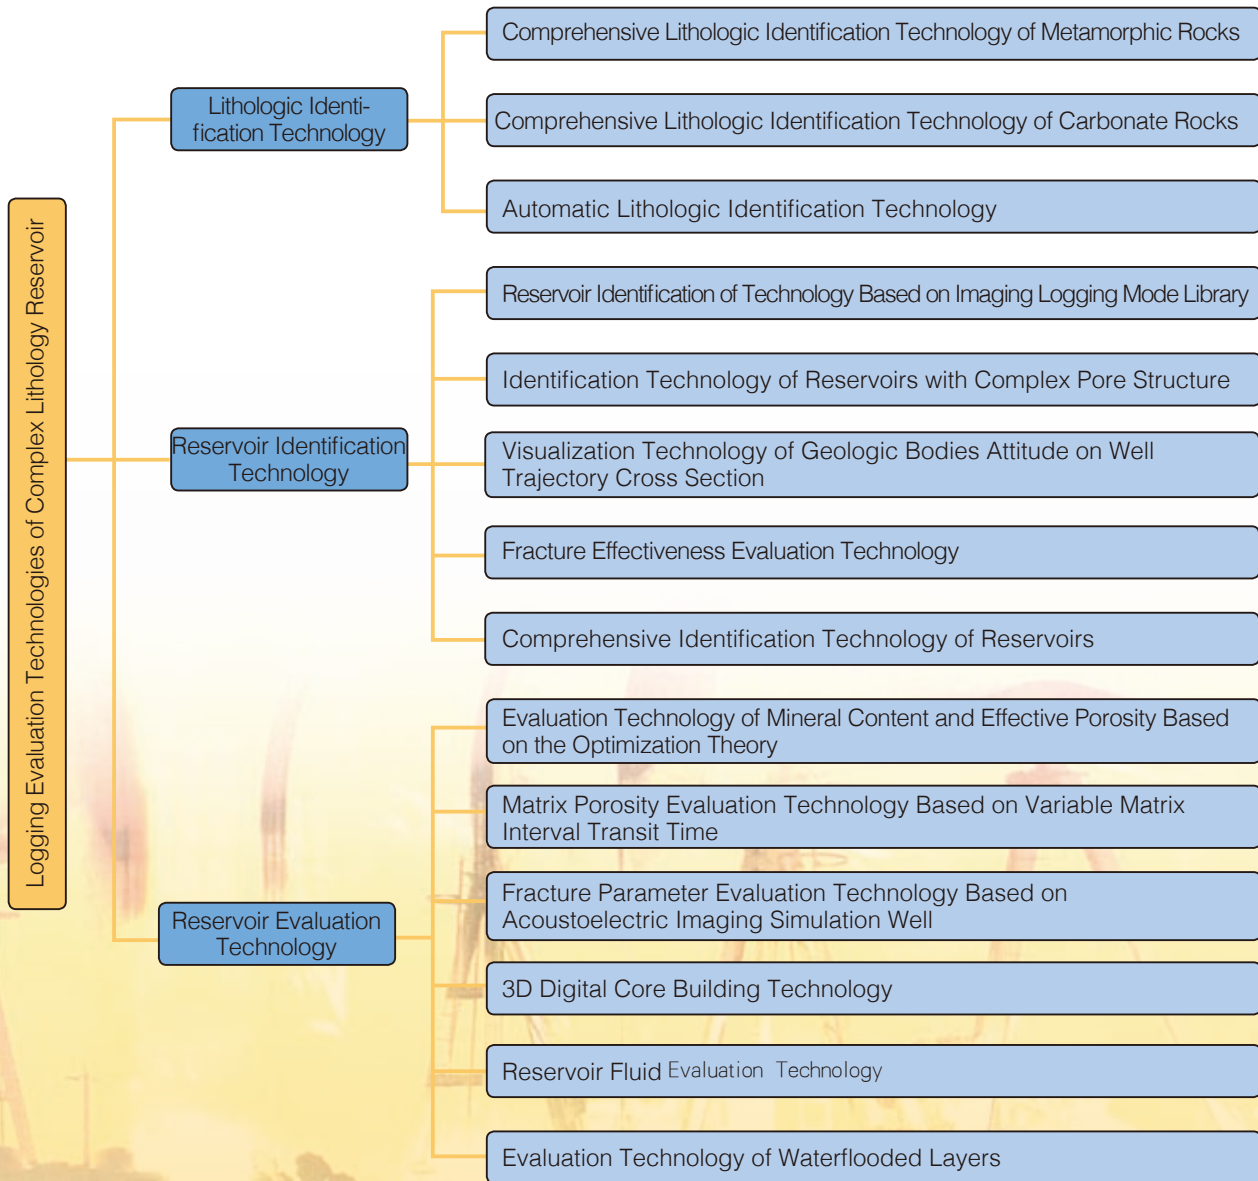 Logging Evaluation Technologies of Complex Lithology Reservoir
Lithologic Identi-
fication Technology
Comprehensive Lithologic Identification Technology of Metamorphic Rocks
Comprehensive Lithologic Identification Technology of Carbonate Rocks
Automatic Lithologic Identification Technology
Reservoir Identification
Technology
Reservoir Identification of Technology Based on Imaging Logging Mode Library
Identification Technology of Reservoirs with Complex Pore Structure
Visualization Technology of Geologic Bodies Attitude on Well
Trajectory Cross Section
Fracture Effectiveness Evaluation Technology
Comprehensive Identification Technology of Reservoirs
Reservoir Evaluation
Technology
Evaluation Technology of Mineral Content and Effective Porosity Based
on the Optimization Theory
Matrix Porosity Evaluation Technology Based on Variable Matrix
Interval Transit Time
Fracture Parameter Evaluation Technology Based on
Acoustoelectric Imaging Simulation Well
3D Digital Core Building Technology
Reservoir Fluid Evaluation Technology
Evaluation Technology of Waterflooded Layers